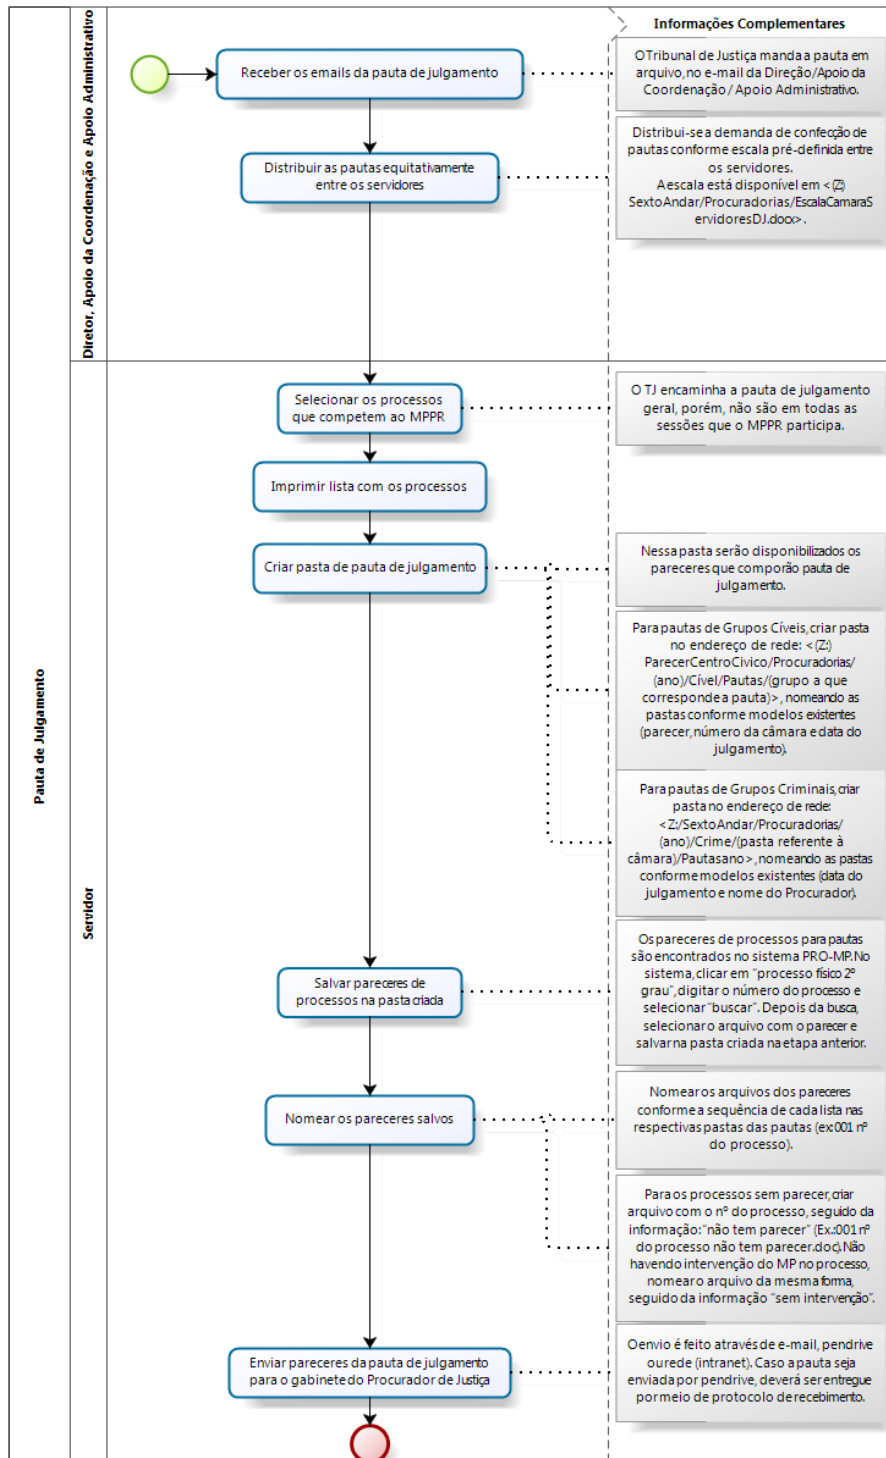 Informações Complementares
Pauta de Julgamento
Diretor, Apoio da Coordenação e Apoio Administrativo
Receber os emails da pauta de julgamento
O Tribunal de Justiça manda a pauta em
arquivo, no e-mail da Direção/Apoio da
Coordenação / Apoio Administrativo.
Distribuir as pautas equitativamente
entre os servidores
Distribui-se a demanda de confecção de
pautas conforme escala pré-definida entre
os servidores.
A escala está disponível em <(Z:)
SextoAndar/Procuradorias/EscalaCamaraS
ervidoresDJ.docx>.
Servidor
Selecionar os processos
que competem ao MPPR
O TJ encaminha a pauta de julgamento
geral, porém, não são em todas as
sessões que o MPPR participa.
Imprimir lista com os processos
Criar pasta de pauta de julgamento
Nessa pasta serão disponibilizados os
pareceres que comporão pauta de
julgamento.
Para pautas de Grupos Cíveis, criar pasta
no endereço de rede: <(Z:)
ParecerCentroCivico/Procuradorias/
(ano)/Cível/Pautas/(grupo a que
corresponde a pauta)>, nomeando as
pastas conforme modelos existentes
(parecer, número da câmara e data do
julgamento).
Para pautas de Grupos Criminais, criar
pasta no endereço de rede:
<Z:/SextoAndar/Procuradorias/
(ano)/Crime/(pasta referente à
câmara)/Pautasano>, nomeando as pastas
conforme modelos existentes (data do
julgamento e nome do Procurador).
Salvar pareceres de
processos na pasta criada
Os pareceres de processos para pautas
são encontrados no sistema PRO-MP. No
sistema, clicar em "processo físico 2º
grau", digitar o número do processo e
selecionar "buscar". Depois da busca,
selecionar o arquivo com o parecer e
salvar na pasta criada na etapa anterior.
Nomear os pareceres salvos
Nomear os arquivos dos pareceres
conforme a sequência de cada lista nas
respectivas pastas das pautas (ex:001 nº
do processo).
Para os processos sem parecer, criar
arquivo com o nº do processo, seguido da
informação: "não tem parecer" (Ex.:001 nº
do processo não tem parecer.doc). Não
havendo intervenção do MP no processo,
nomear o arquivo da mesma forma,
seguido da informação "sem intervenção".
Enviar pareceres da pauta de julgamento
para o gabinete do Procurador de Justiça
O envio é feito através de e-mail, pendrive
ou rede (intranet). Caso a pauta seja
enviada por pendrive, deverá ser entregue
por meio de protocolo de recebimento.